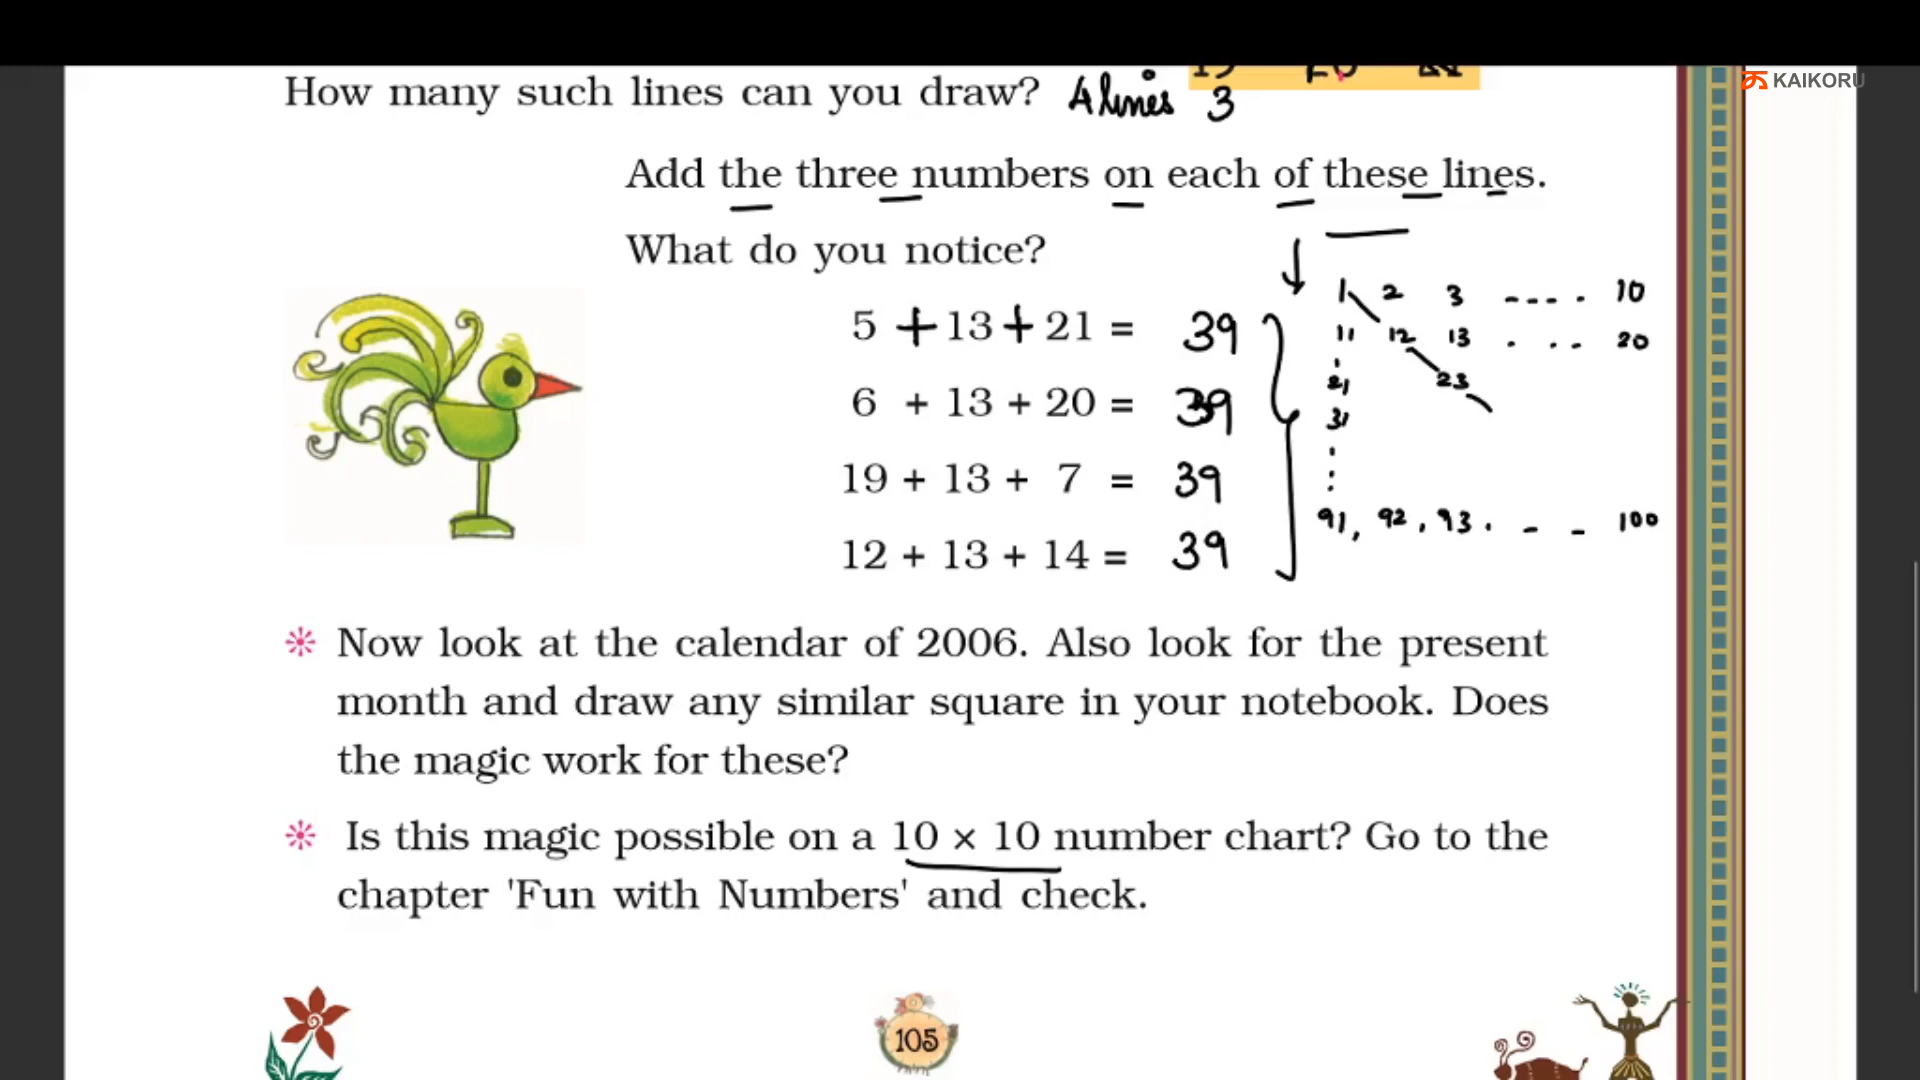 KAIKORU
How many such lines can you draw? 4 lines 3
Add the three numbers on each of these lines.
What do you notice?
5 + 13 + 21 = 39
6 + 13 + 20 = 39
19 + 13 + 7 = 39
12 + 13 + 14 = 39
1 2 3 ---- 10
11 12 13 . .. 20
21 23
31
91, 92, 93. - - 100
Now look at the calendar of 2006. Also look for the present
month and draw any similar square in your notebook. Does
the magic work for these?
Is this magic possible on a 10 × 10 number chart? Go to the
chapter 'Fun with Numbers' and check.
105